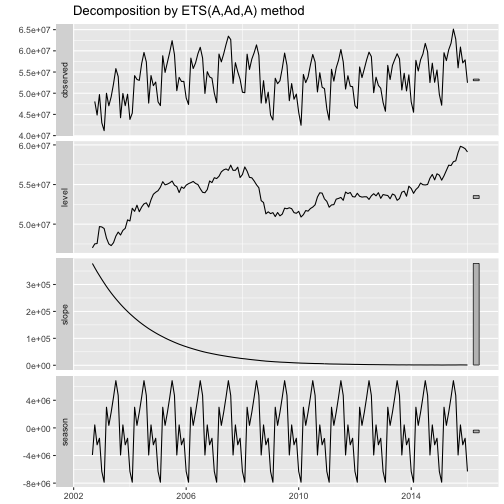 Decomposition by ETS(A,Ad,A) method
6.5e+07
6.0e+07
5.5e+07
5.0e+07
4.5e+07
4.0e+07
observed
6.0e+07
5.5e+07
5.0e+07
level
3e+05
2e+05
1e+05
0e+00
slope
4e+06
0e+00
-4e+06
-8e+06
season
2002 2006 2010 2014